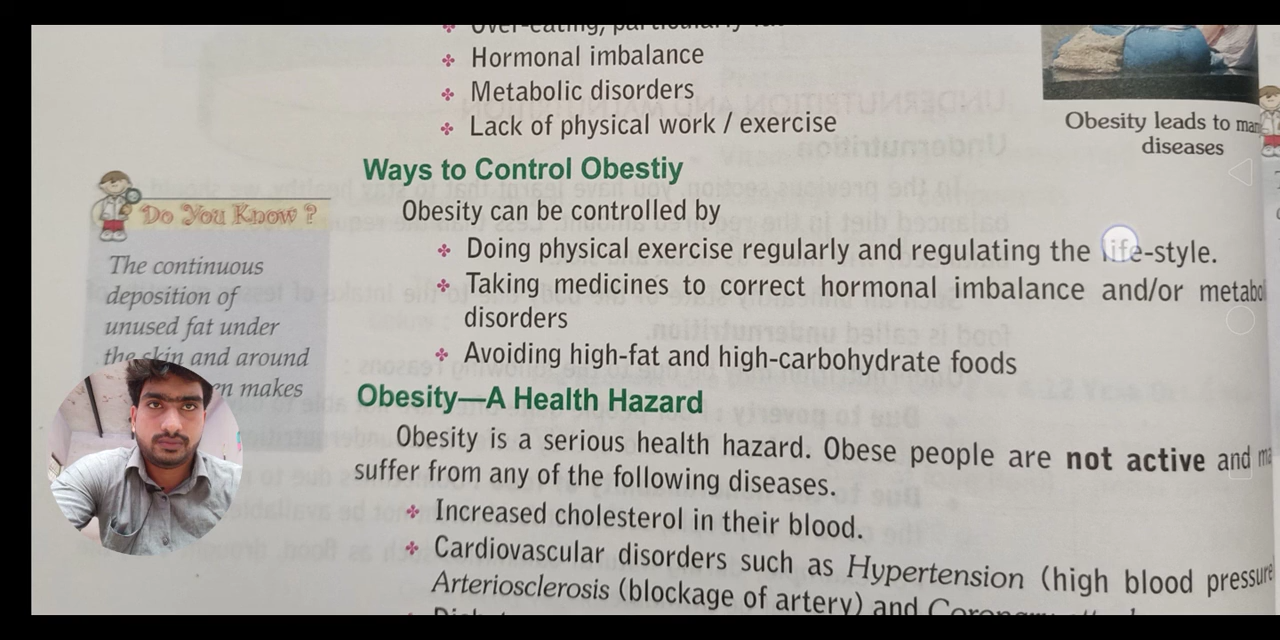 Over-eating, particularly
❖ Hormonal imbalance
❖ Metabolic disorders
❖ Lack of physical work / exercise
Obesity leads to
diseases
Ways to Control Obestiy
Obesity can be controlled by
❖ Doing physical exercise regularly and regulating the life-style.
❖ Taking medicines to correct hormonal imbalance and/or metabol
disorders
❖ Avoiding high-fat and high-carbohydrate foods
Do You Know ?
The continuous
deposition of
unused fat under
the skin and around
makes
Obesity—A Health Hazard
Obesity is a serious health hazard. Obese people are not active and
suffer from any of the following diseases.
❖ Increased cholesterol in their blood.
❖ Cardiovascular disorders such as Hypertension (high blood pressure
Arteriosclerosis (blockage of artery) and